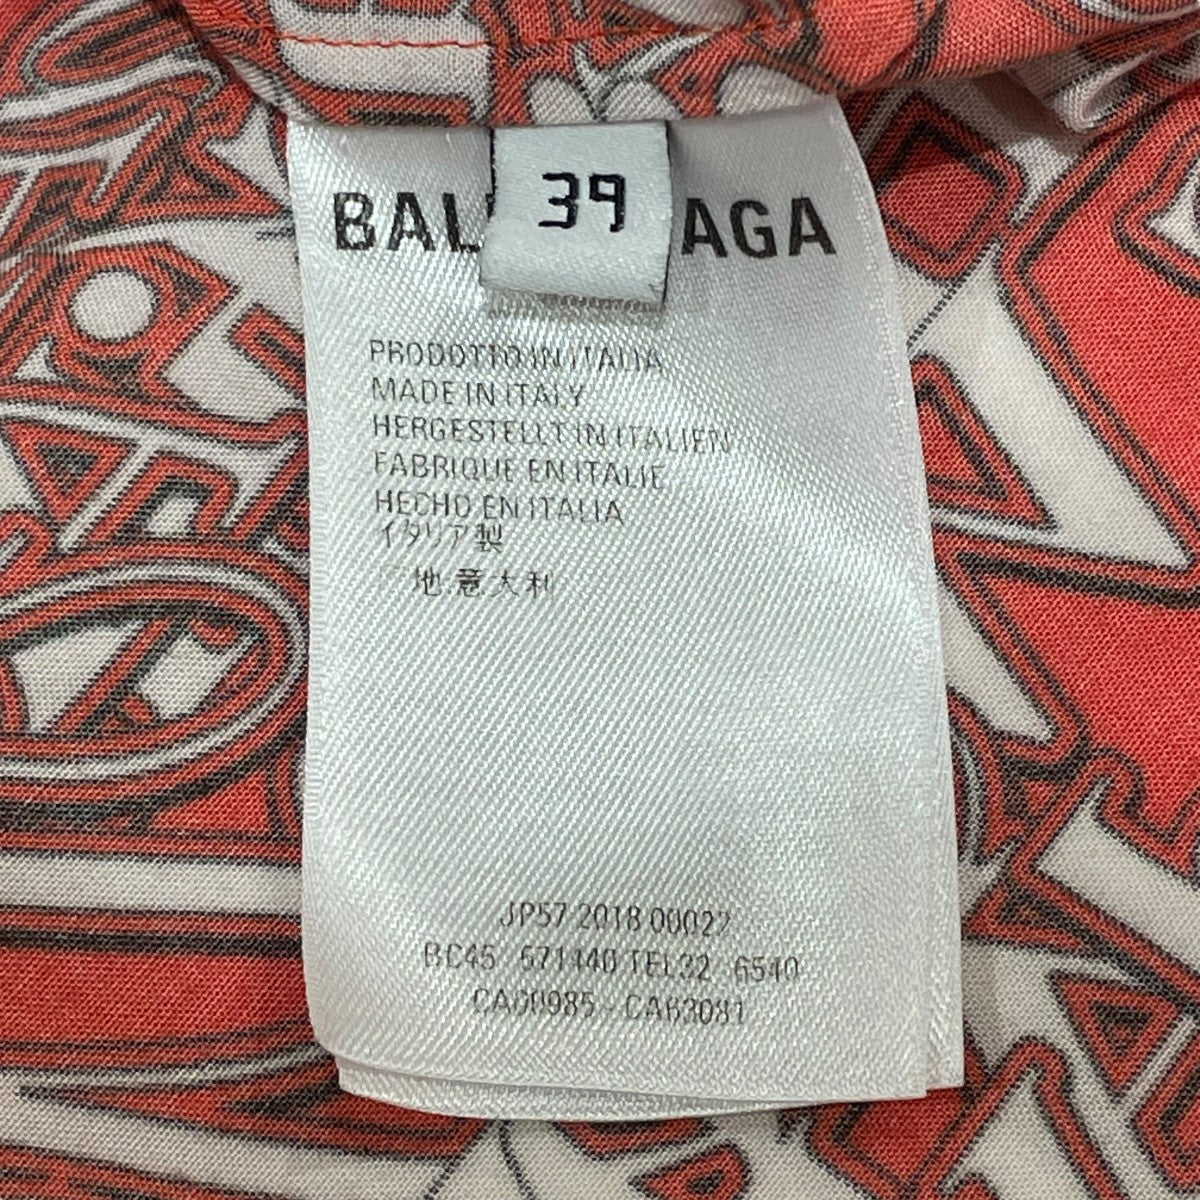 39
BAL AGA
PRODOTTO IN ITALIA
MADE IN ITALY
HERGESTELLT IN ITALIEN
FABRIQUE EN ITALIE
HECHO EN ITALIA
イタリア製
地.意大利
JP57 2018 00022
BC45 571440 TEL32 6540
CA00985 - CA63081